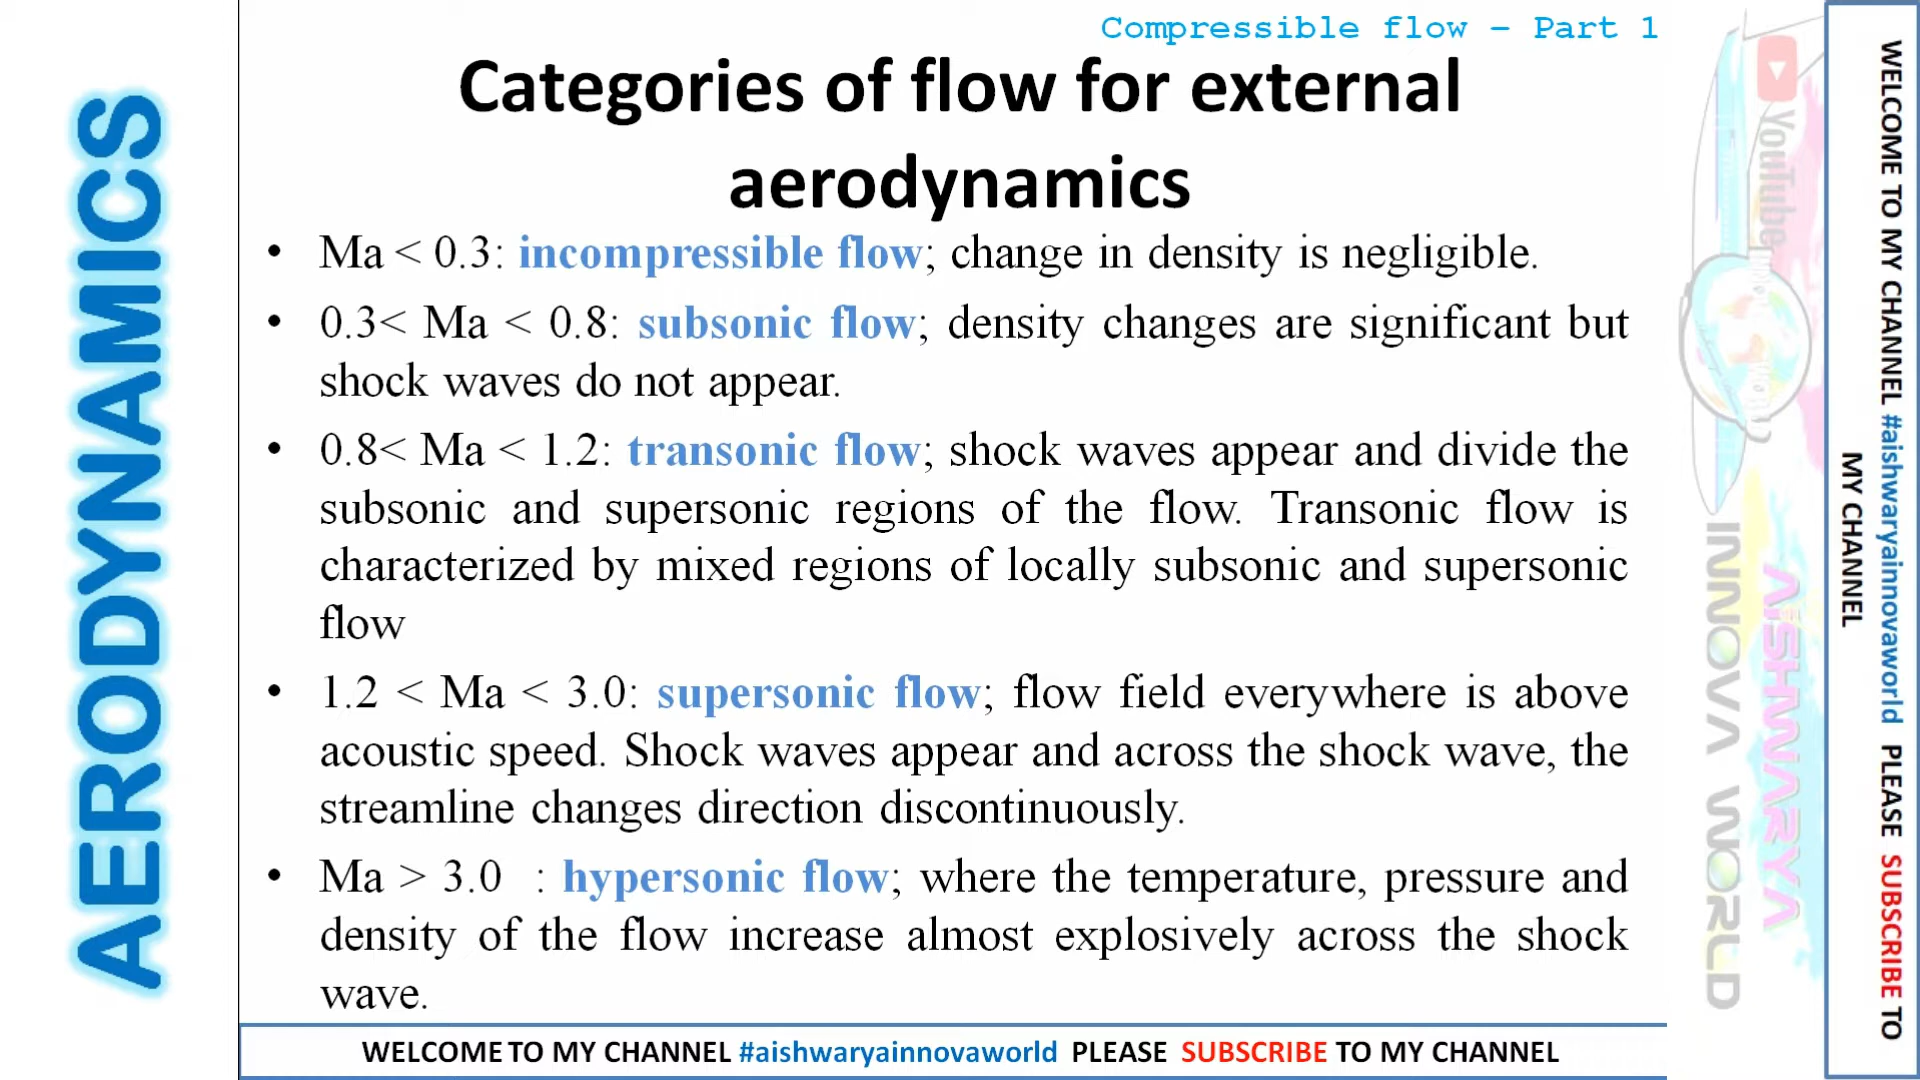 Compressible flow – Part 1
Categories of flow for external
aerodynamics
AERODYNAMICS
• Ma < 0.3: incompressible flow; change in density is negligible.
• 0.3< Ma < 0.8: subsonic flow; density changes are significant but
shock waves do not appear.
• 0.8< Ma < 1.2: transonic flow; shock waves appear and divide the
subsonic and supersonic regions of the flow. Transonic flow is
characterized by mixed regions of locally subsonic and supersonic
flow
• 1.2 < Ma < 3.0: supersonic flow; flow field everywhere is above
acoustic speed. Shock waves appear and across the shock wave, the
streamline changes direction discontinuously.
• Ma > 3.0 : hypersonic flow; where the temperature, pressure and
density of the flow increase almost explosively across the shock
wave.
WELCOME TO MY CHANNEL #aishwaryainnovaworld PLEASE SUBSCRIBE TO MY CHANNEL
YouTube
AISHWARYA
INNOVA WORLD
WELCOME TO MY CHANNEL #aishwaryainnovaworld PLEASE SUBSCRIBE TO
MY CHANNEL